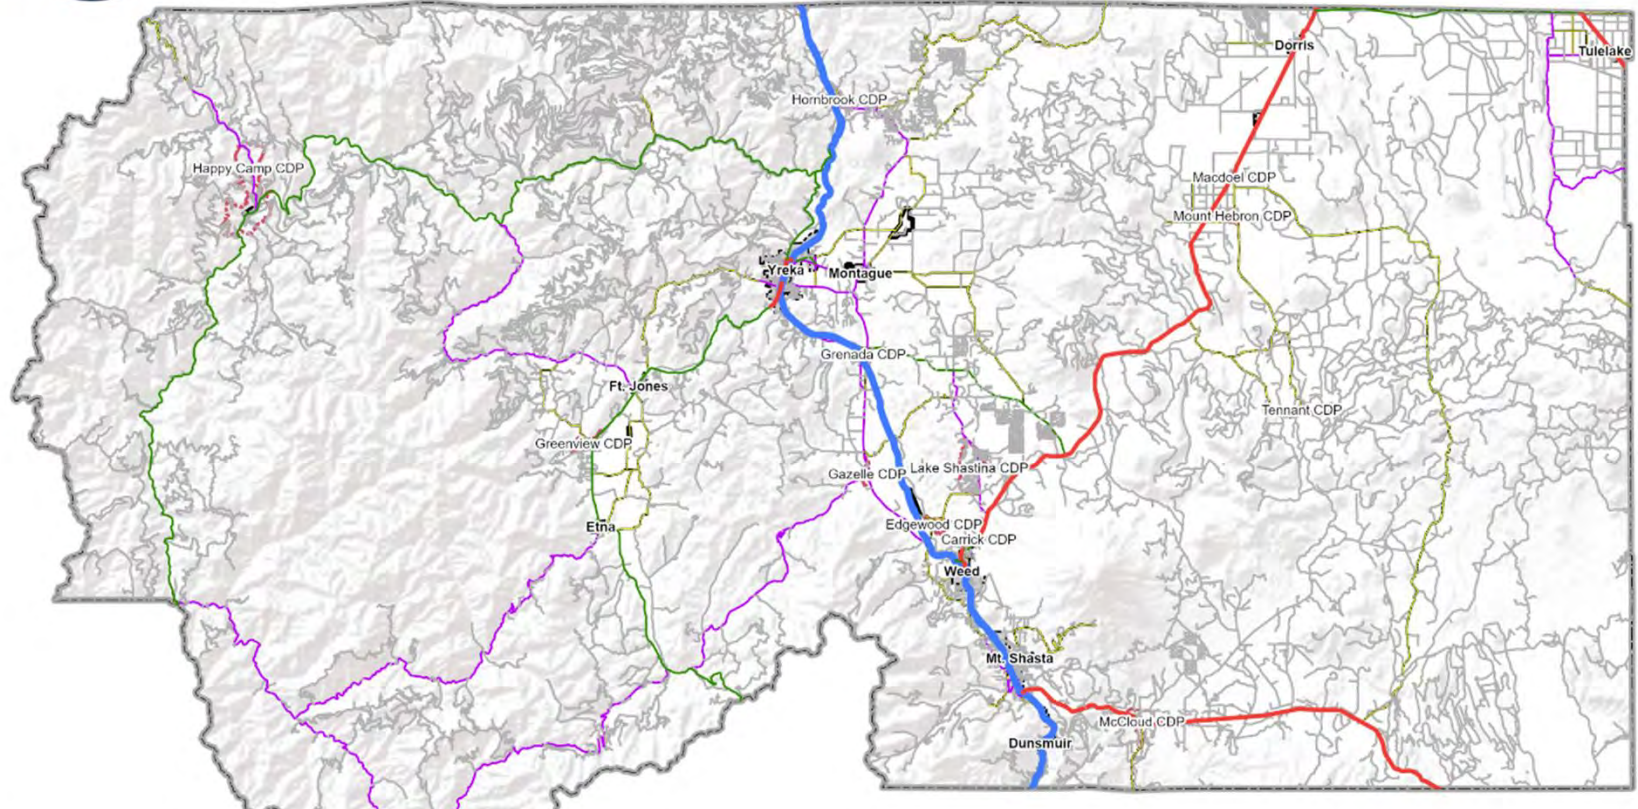 Dorris
Tulelake
Hornbrook CDP
Happy Camp CDP
Macdoel CDP
Mount Hebron CDP
Yreka
Montague
Grenada CDP
Ft. Jones
Tennant CDP
Greenview CDP
Gazelle CDP
Lake Shastina CDP
Etna
Edgewood CDP
Carrick CDP
Weed
Mt. Shasta
McCloud CDP
Dunsmuir